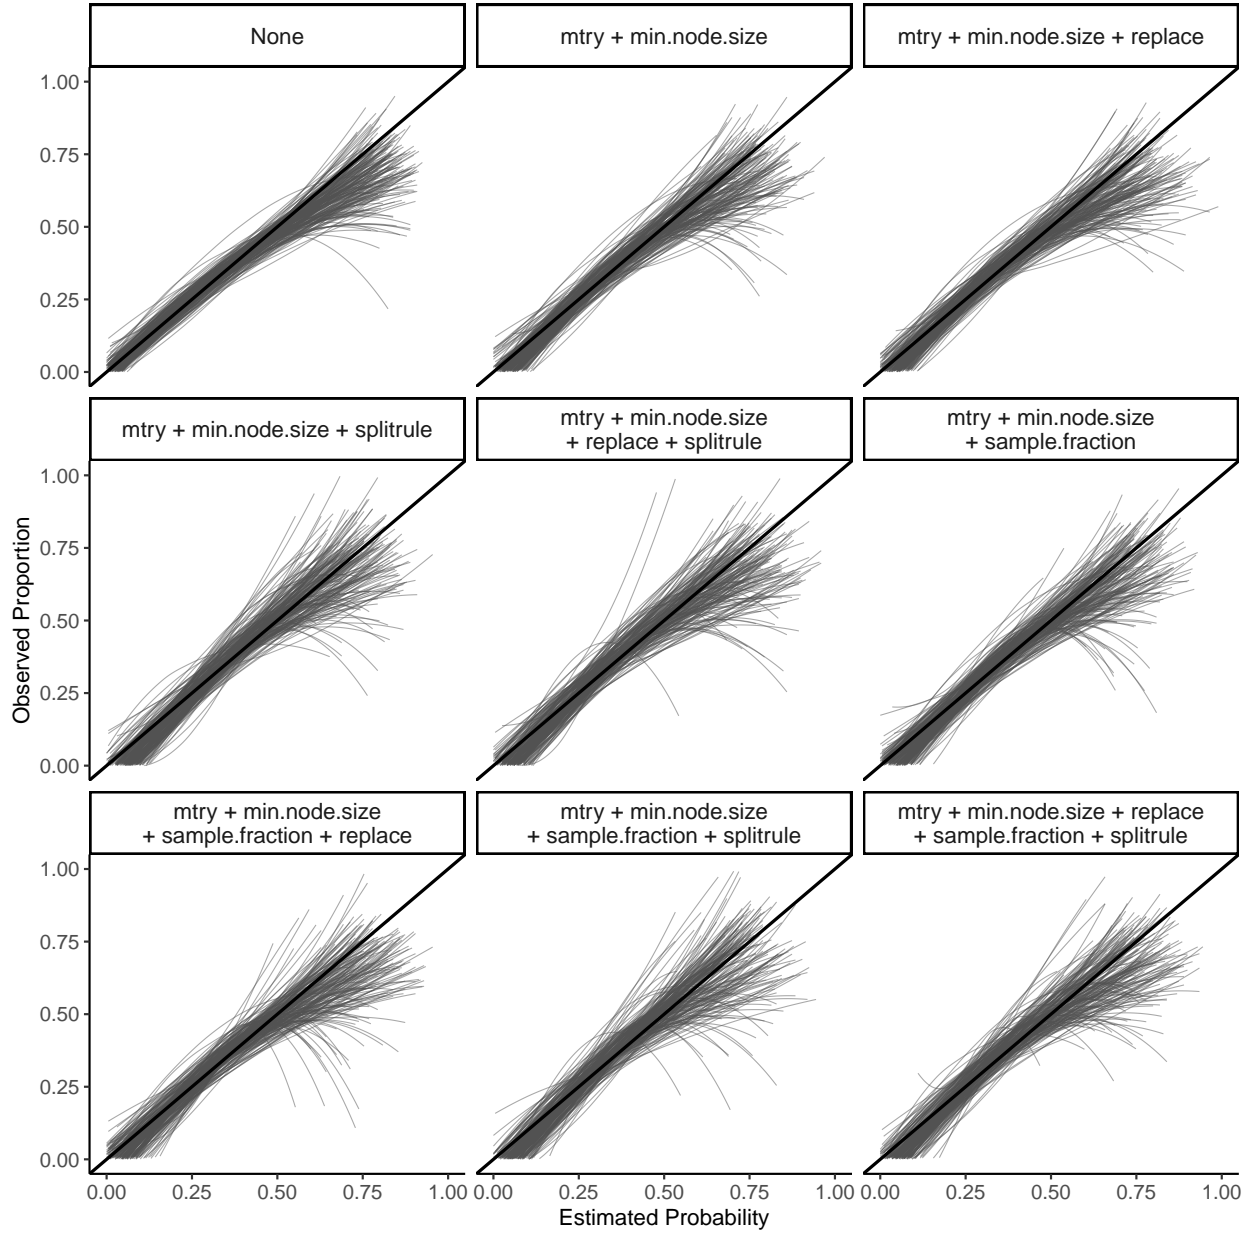 None
mtry + min.node.size
mtry + min.node.size + replace
1.00
0.75
0.50
0.25
0.00
mtry + min.node.size + splitrule
mtry + min.node.size
+ replace + splitrule
mtry + min.node.size
+ sample.fraction
Observed Proportion
1.00
0.75
0.50
0.25
0.00
mtry + min.node.size
+ sample.fraction + replace
mtry + min.node.size
+ sample.fraction + splitrule
mtry + min.node.size + replace
+ sample.fraction + splitrule
1.00
0.75
0.50
0.25
0.00
0.00 0.25 0.50 0.75 1.00 0.00 0.25 0.50 0.75 1.00 0.00 0.25 0.50 0.75 1.00
Estimated Probability